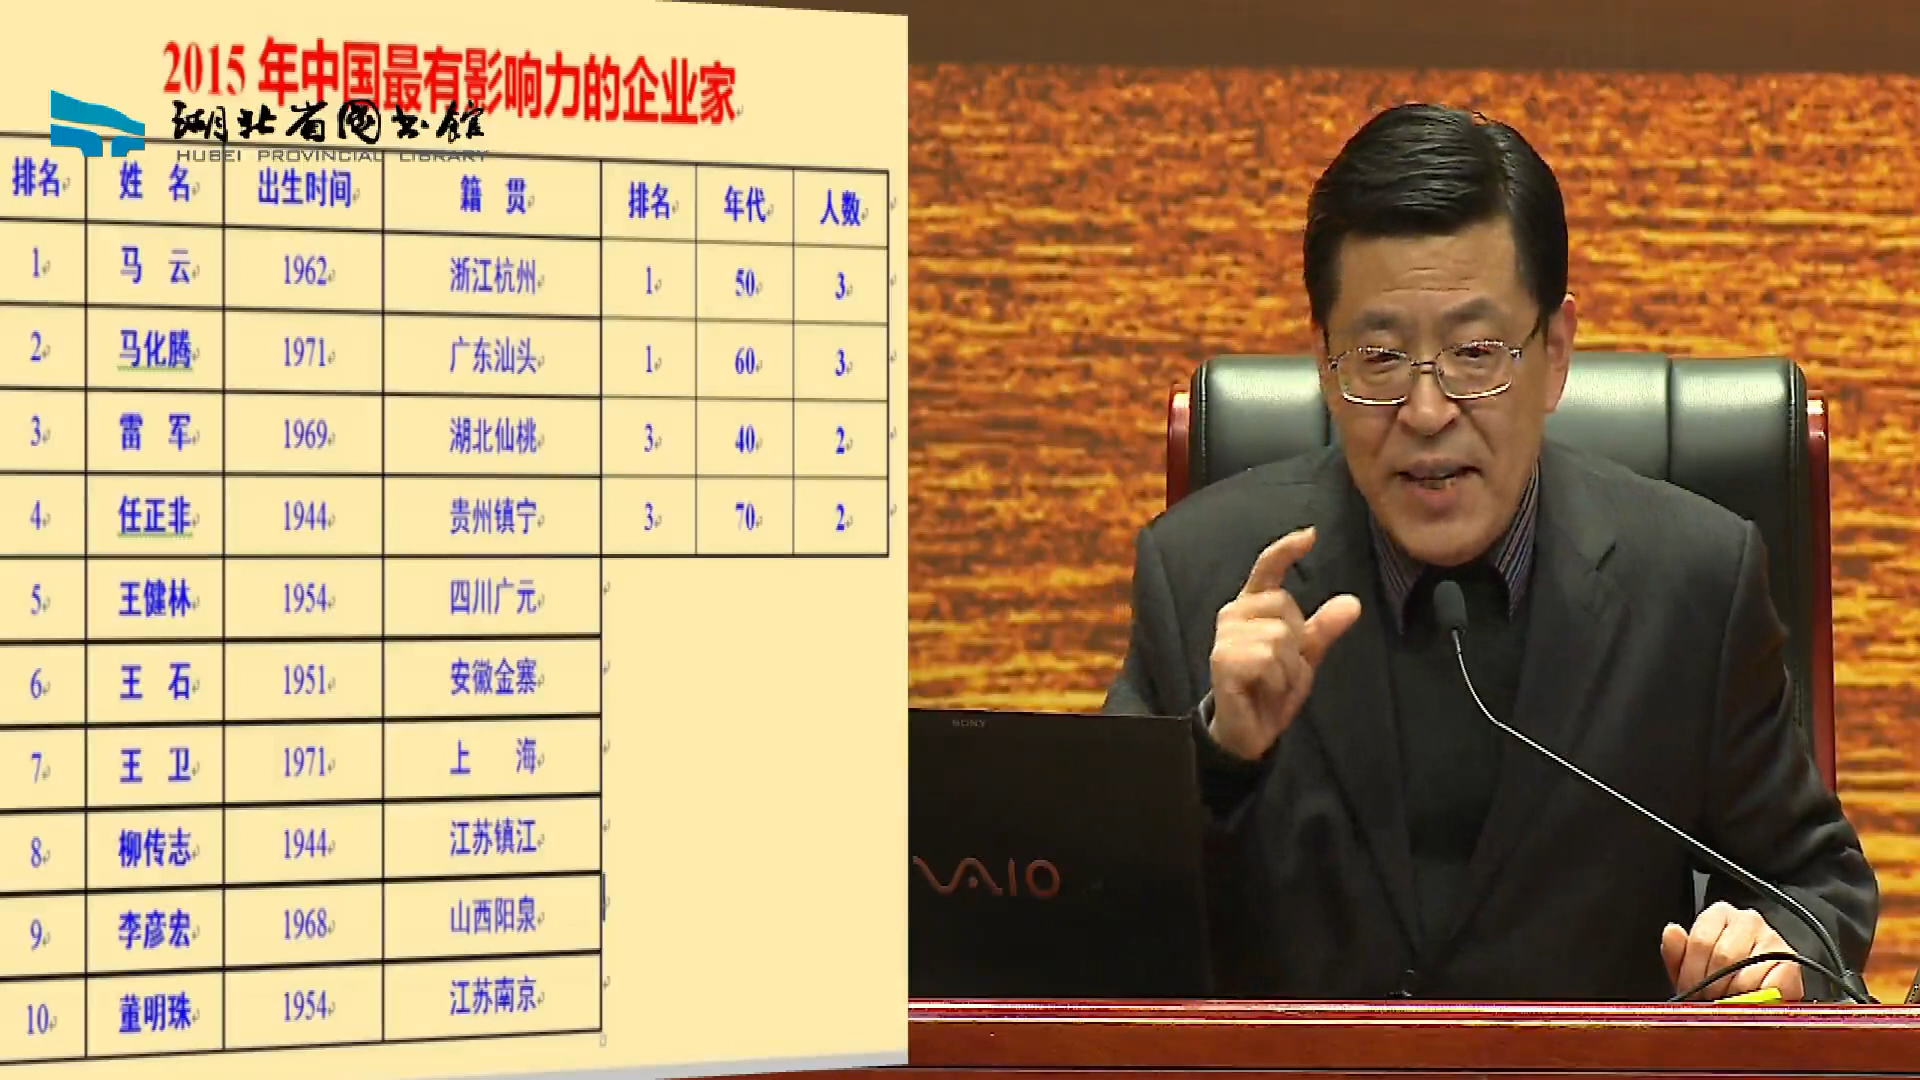 2015年中国最有影响力的企业家
湖北省图书馆
HUBEI PROVINCIAL LIBRARY
排名 姓 名 出生时间 籍 贯 排名 年代 人数
1 马 云 1962 浙江杭州 1 50 3
2 马化腾 1971 广东汕头 1 60 3
3 雷 军 1969 湖北仙桃 3 40 2
4 任正非 1944 贵州镇宁 3 70 2
5 王健林 1954 四川广元
6 王 石 1951 安徽金寨
7 王 卫 1971 上 海
8 柳传志 1944 江苏镇江
9 李彦宏 1968 山西阳泉
10 董明珠 1954 江苏南京
SONY
VAIO